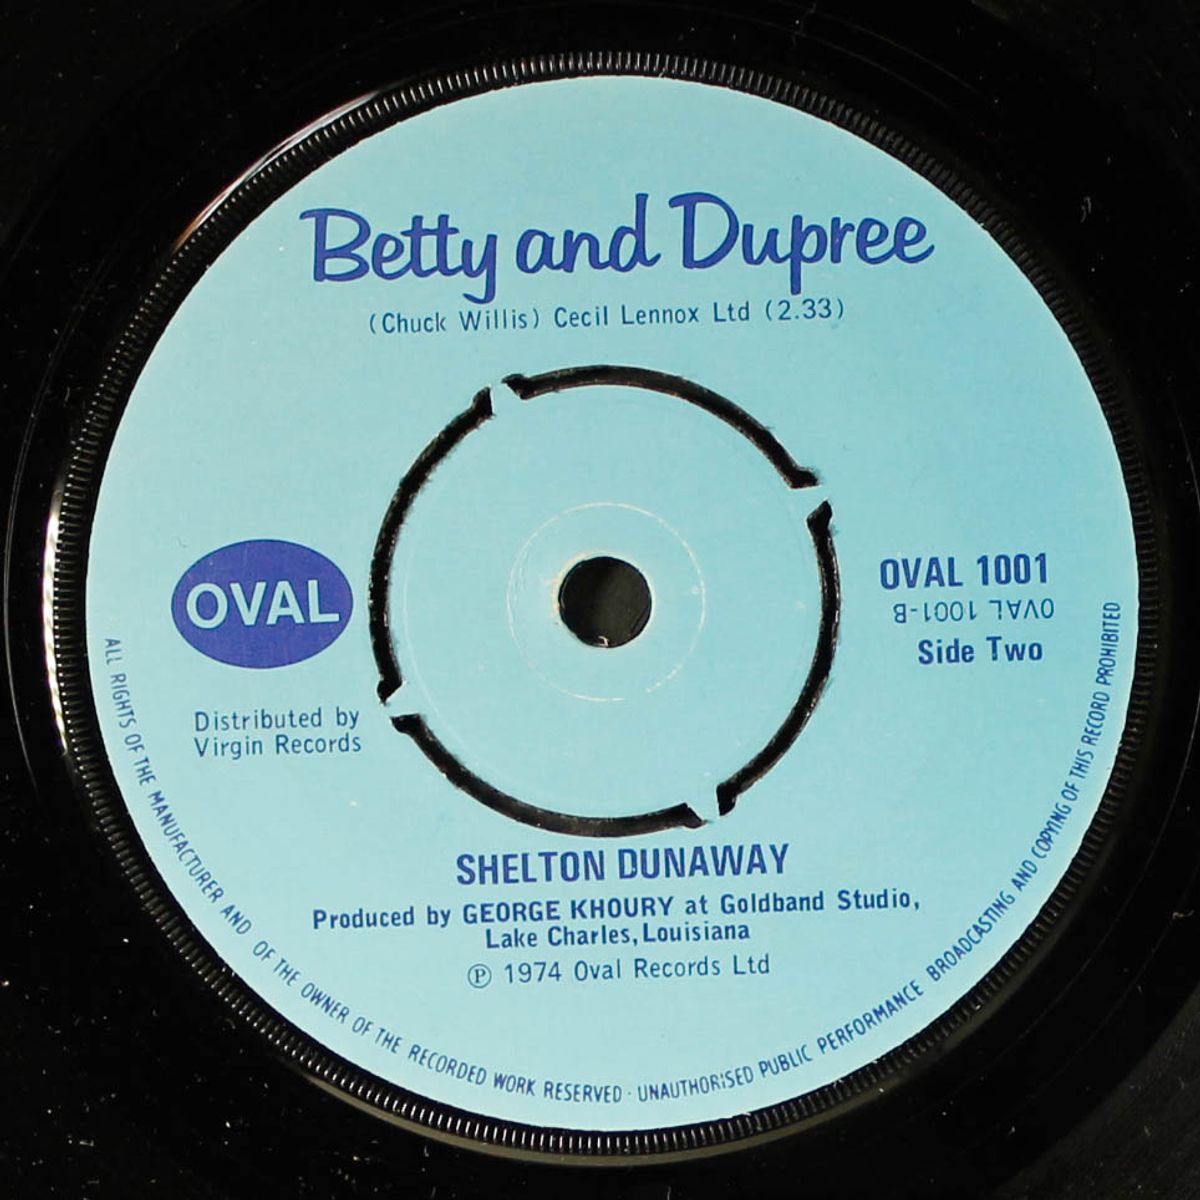 Betty and Dupree
(Chuck Willis) Cecil Lennox Ltd (2.33)
OVAL
Distributed by
Virgin Records
OVAL 1001
OVAL 1001-B
Side Two
SHELTON DUNAWAY
Produced by GEORGE KHOURY at Goldband Studio,
Lake Charles, Louisiana
℗ 1974 Oval Records Ltd
ALL RIGHTS OF THE MANUFACTURER AND OF THE OWNER OF THE RECORDED WORK RESERVED · UNAUTHORISED PUBLIC PERFORMANCE BROADCASTING AND COPYING OF THIS RECORD PROHIBITED